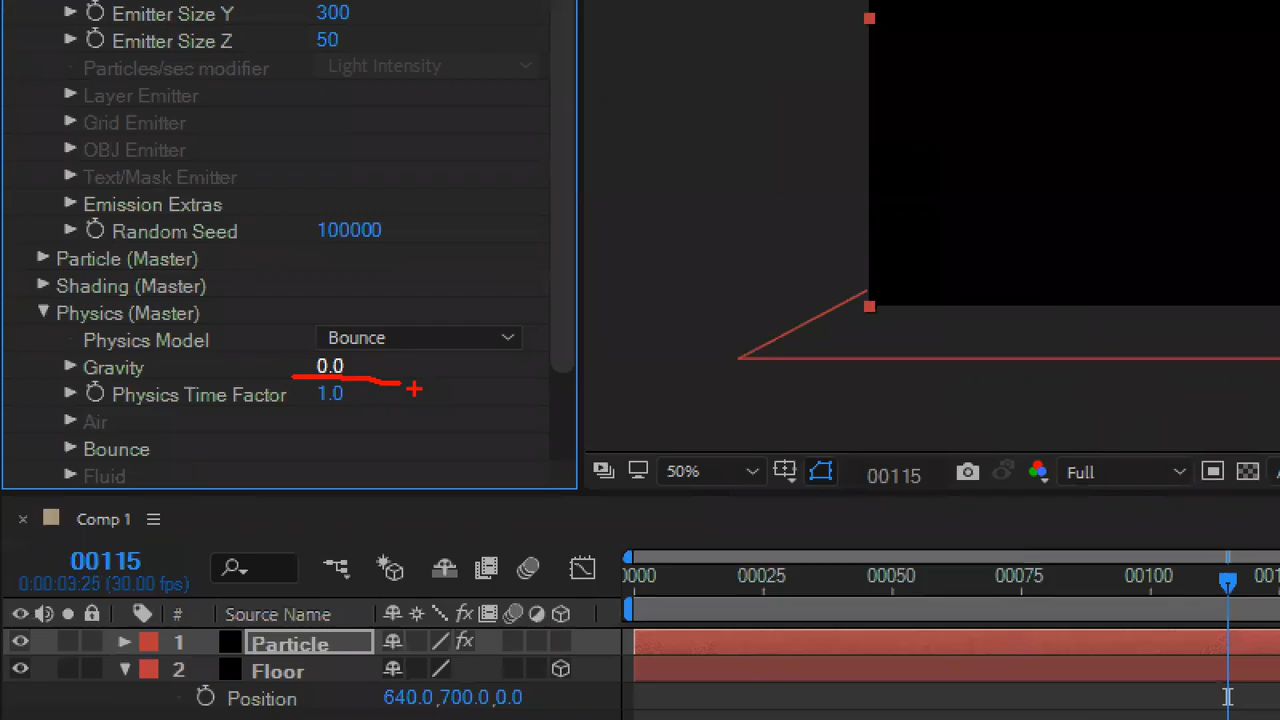 Emitter Size Y 300
Emitter Size Z 50
Particles/sec modifier Light Intensity
Layer Emitter
Grid Emitter
OBJ Emitter
Text/Mask Emitter
Emission Extras
Random Seed 100000
Particle (Master)
Shading (Master)
Physics (Master)
Physics Model Bounce
Gravity 0.0
Physics Time Factor 1.0
Air
Bounce
Fluid
50% 00115 Full
Comp 1
00115
0:00:03:25 (30.00 fps)
0000 00025 00050 00075 00100
# Source Name fx
1 Particle fx
2 Floor
Position 640.0,700.0,0.0